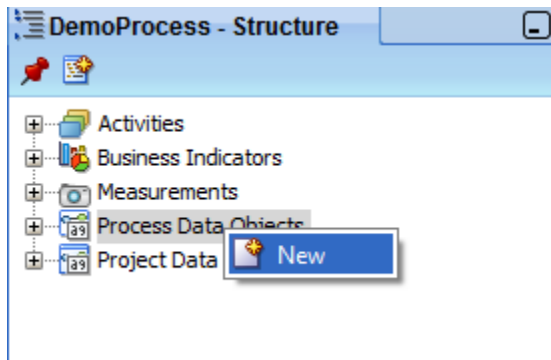 DemoProcess - Structure
Activities
Business Indicators
Measurements
Process Data Objects
New
Project Data